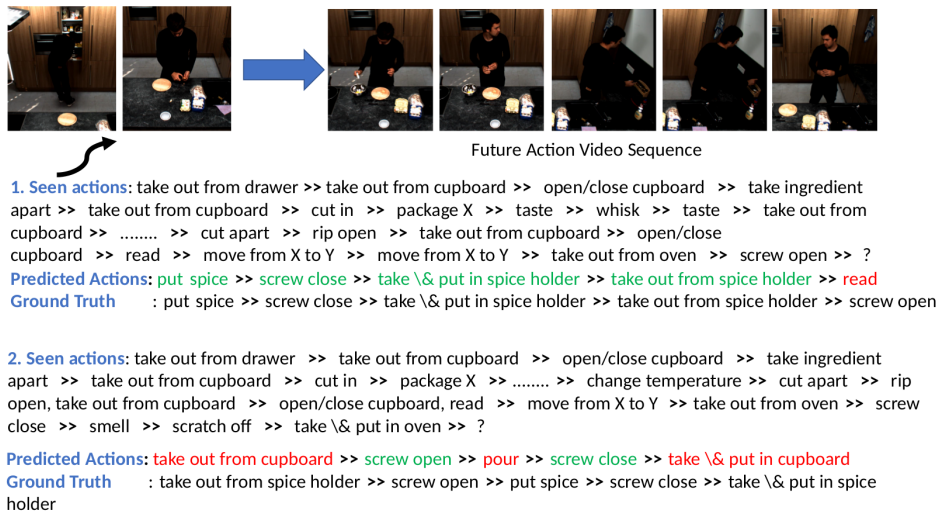 Future Action Video Sequence
1. Seen actions: take out from drawer >> take out from cupboard >> open/close cupboard >> take ingredient
apart >> take out from cupboard >> cut in >> package X >> taste >> whisk >> taste >> take out from
cupboard >> ........ >> cut apart >> rip open >> take out from cupboard >> open/close
cupboard >> read >> move from X to Y >> move from X to Y >> take out from oven >> screw open >> ?
Predicted Actions: put spice >> screw close >> take \& put in spice holder >> take out from spice holder >> read
Ground Truth : put spice >> screw close >> take \& put in spice holder >> take out from spice holder >> screw open
2. Seen actions: take out from drawer >> take out from cupboard >> open/close cupboard >> take ingredient
apart >> take out from cupboard >> cut in >> package X >> ........ >> change temperature >> cut apart >> rip
open, take out from cupboard >> open/close cupboard, read >> move from X to Y >> take out from oven >> screw
close >> smell >> scratch off >> take \& put in oven >> ?
Predicted Actions: take out from cupboard >> screw open >> pour >> screw close >> take \& put in cupboard
Ground Truth : take out from spice holder >> screw open >> put spice >> screw close >> take \& put in spice
holder